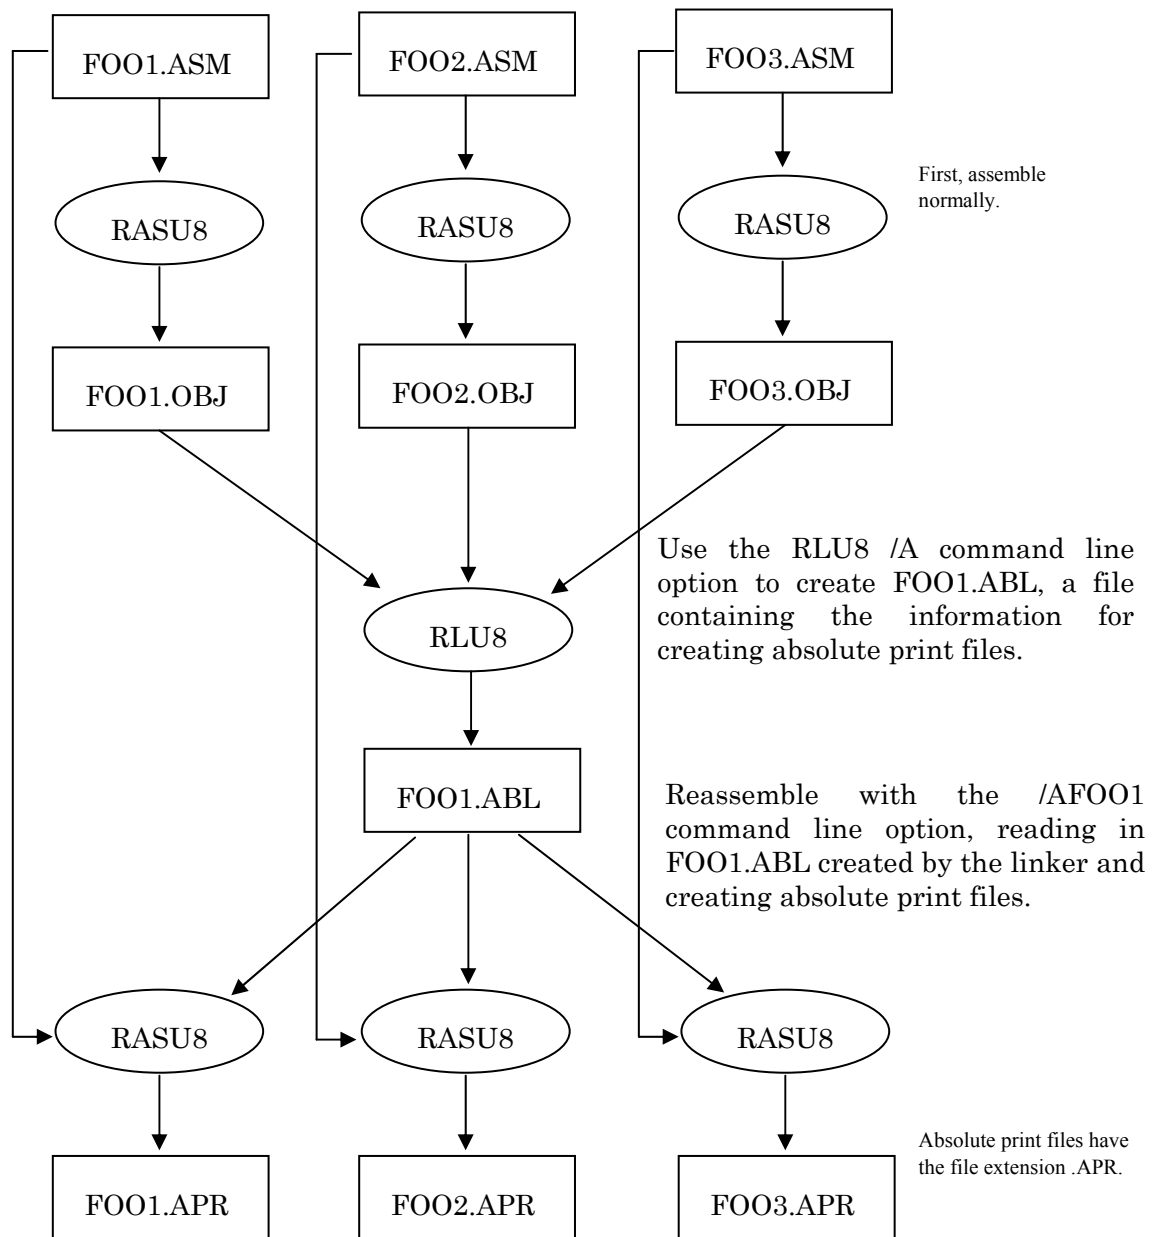 FOO1.ASM
FOO2.ASM
FOO3.ASM
First, assemble
normally.
RASU8
RASU8
RASU8
FOO1.OBJ
FOO2.OBJ
FOO3.OBJ
Use the RLU8 /A command line
option to create FOO1.ABL, a file
containing the information for
creating absolute print files.
RLU8
FOO1.ABL
Reassemble with the /AFOO1
command line option, reading in
FOO1.ABL created by the linker and
creating absolute print files.
RASU8
RASU8
RASU8
Absolute print files have
the file extension .APR.
FOO1.APR
FOO2.APR
FOO3.APR